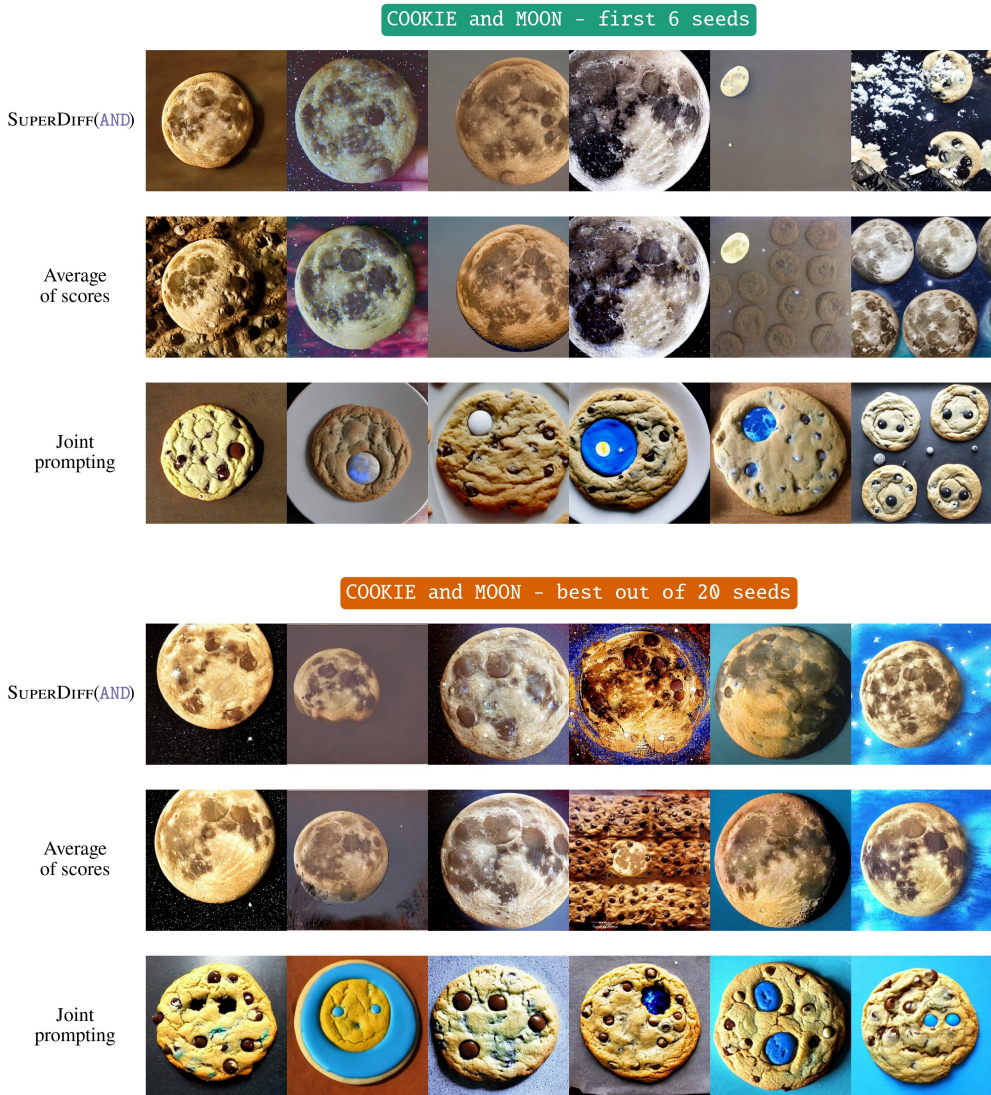 COOKIE and MOON - first 6 seeds
SUPERDIFF(AND)
Average
of scores
Joint
prompting
COOKIE and MOON - best out of 20 seeds
SUPERDIFF(AND)
Average
of scores
Joint
prompting